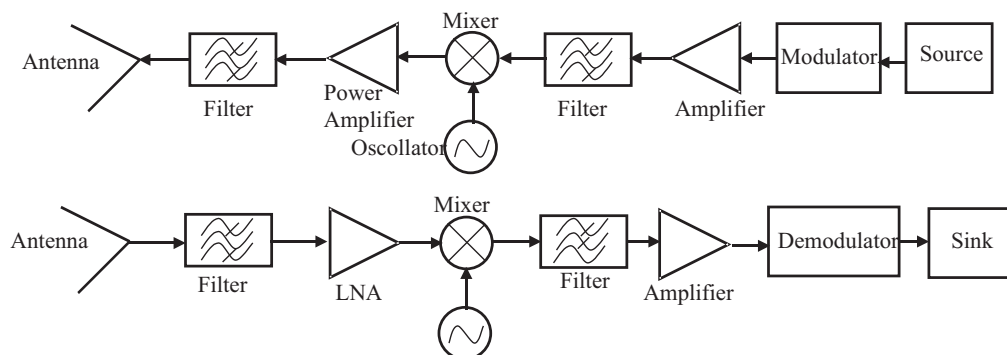 Mixer
Antenna
Modulator
Source
Filter
Power
Amplifier
Filter
Amplifier
Oscollator
Mixer
Antenna
Demodulator
Sink
Filter
LNA
Filter
Amplifier